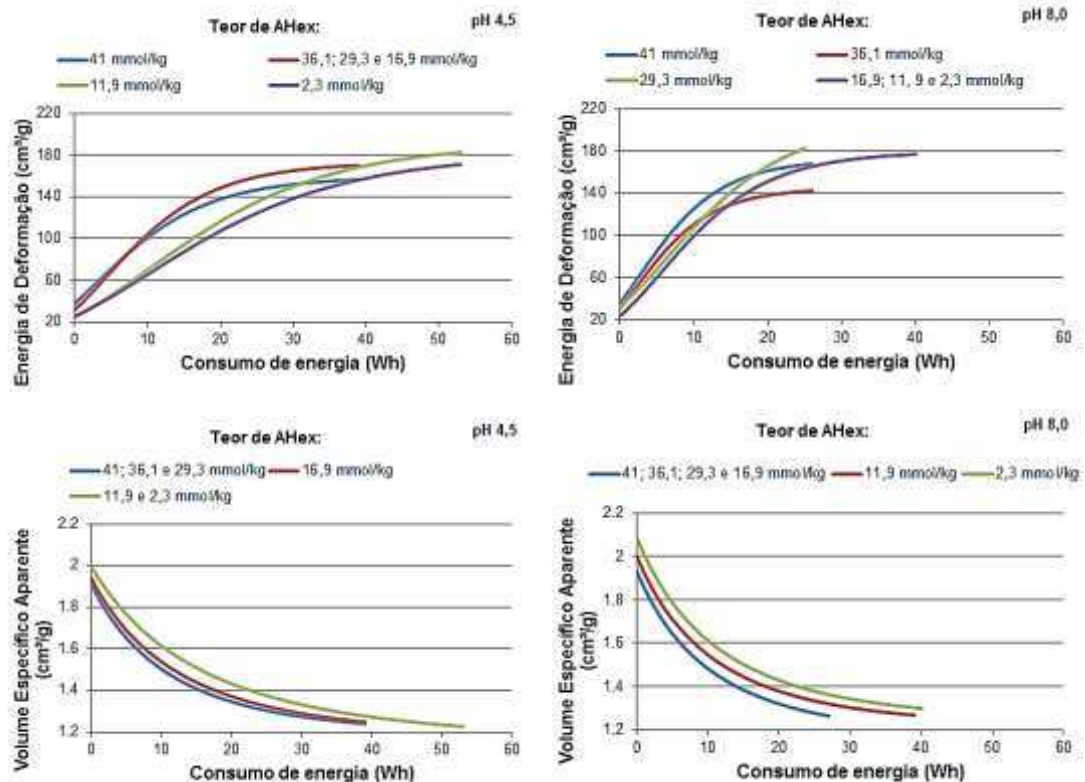 Teor de AHex:
pH 4,5
41 mmol/kg
36,1; 29,3 e 16,9 mmol/kg
11,9 mmol/kg
2,3 mmol/kg
Energia de Deformação (cm³/g)
220
180
140
100
60
20
0 10 20 30 40 50 60
Consumo de energia (Wh)
Teor de AHex:
pH 8,0
41 mmol/kg
36,1 mmol/kg
29,3 mmol/kg
16,9; 11, 9 e 2,3 mmol/kg
Energia de Deformação (cm³/g)
220
180
140
100
60
20
0 10 20 30 40 50 60
Consumo de energia (Wh)
Teor de AHex:
pH 4,5
41; 36,1 e 29,3 mmol/kg
16,9 mmol/kg
11,9 e 2,3 mmol/kg
Volume Específico Aparente
(cm³/g)
2.2
2
1.8
1.6
1.4
1.2
0 10 20 30 40 50 60
Consumo de energia (Wh)
Teor de AHex:
pH 8,0
41; 36,1; 29,3 e 16,9 mmol/kg
11,9 mmol/kg
2,3 mmol/kg
Volume Específico Aparente
(cm³/g)
2.2
2
1.8
1.6
1.4
1.2
0 10 20 30 40 50 60
Consumo de energia (Wh)